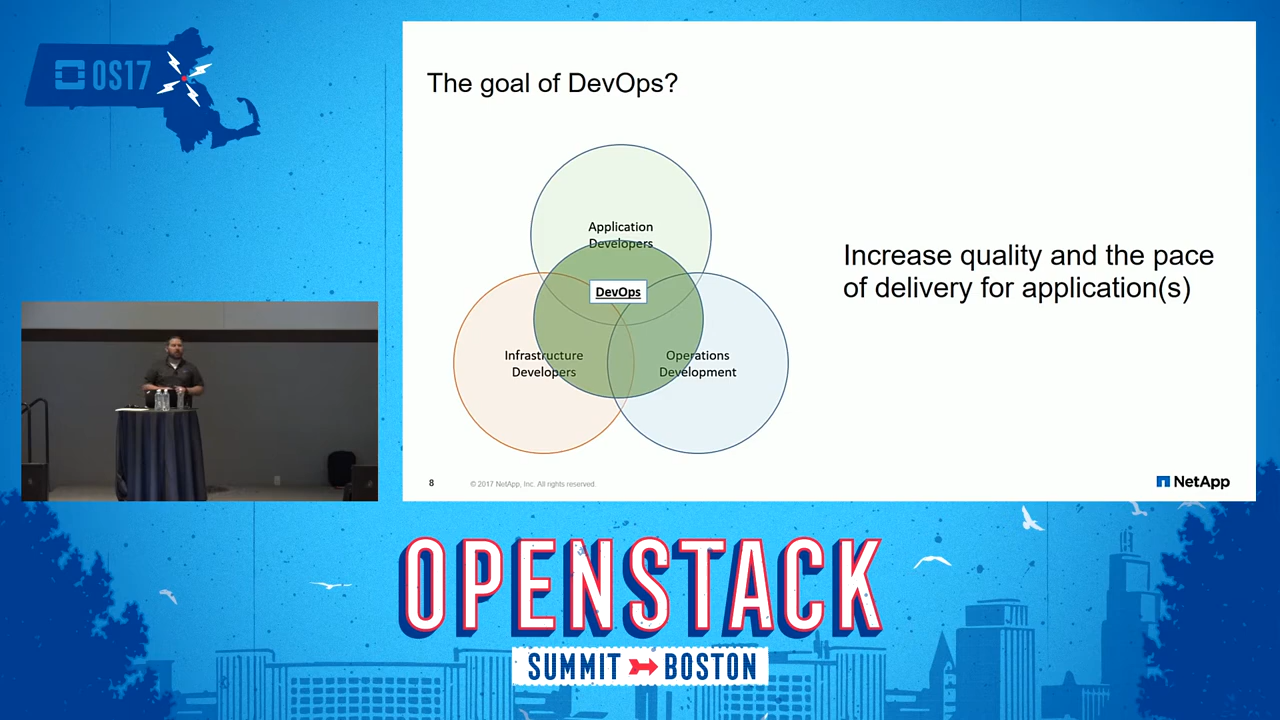 OS17
The goal of DevOps?
Application
Developers
DevOps
Infrastructure
Developers
Operations
Development
Increase quality and the pace
of delivery for application(s)
8
© 2017 NetApp, Inc. All rights reserved.
NetApp
OPENSTACK
SUMMIT BOSTON